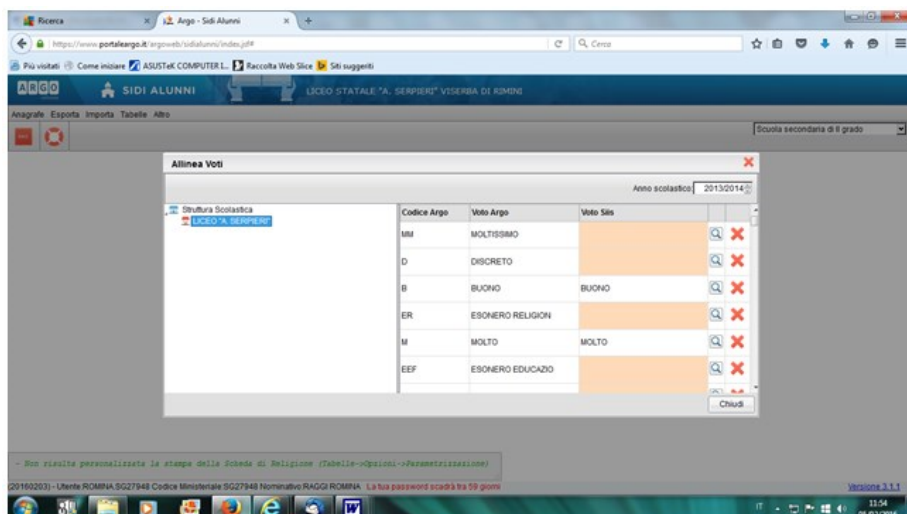 Ricerca
Argo - Sidi Alunni
https://www.portaleargo.it/argoweb/sidialunni/index.jsf#
Cerca
Più visitati
Come iniziare
ASUSTeK COMPUTER I...
Raccolta Web Slice
Siti suggeriti
ARGO
SIDI ALUNNI
LICEO STATALE "A. SERPIERI" VISERBA DI RIMINI
Anagrafe Esporta Importa Tabelle Altro
Scuola secondaria di II grado
Allinea Voti
Anno scolastico: 2013/2014
Struttura Scolastica
LICEO "A. SERPIERI"
Codice Argo Voto Argo Voto Siis
MM MOLTISSIMO
D DISCRETO
B BUONO BUONO
ER ESONERO RELIGION
M MOLTO MOLTO
EEF ESONERO EDUCAZIO
Chiudi
- Non risulta personalizzata la stampa della Scheda di Religione (Tabelle->Opzioni->Parametrizzazione)
(20160203) - Utente:ROMINA.SG27948 Codice Ministeriale:SG27948 Nominativo:RAGGI ROMINA La tua password scadrà tra 59 giorni
Versione 3.1.1
IT
11:54